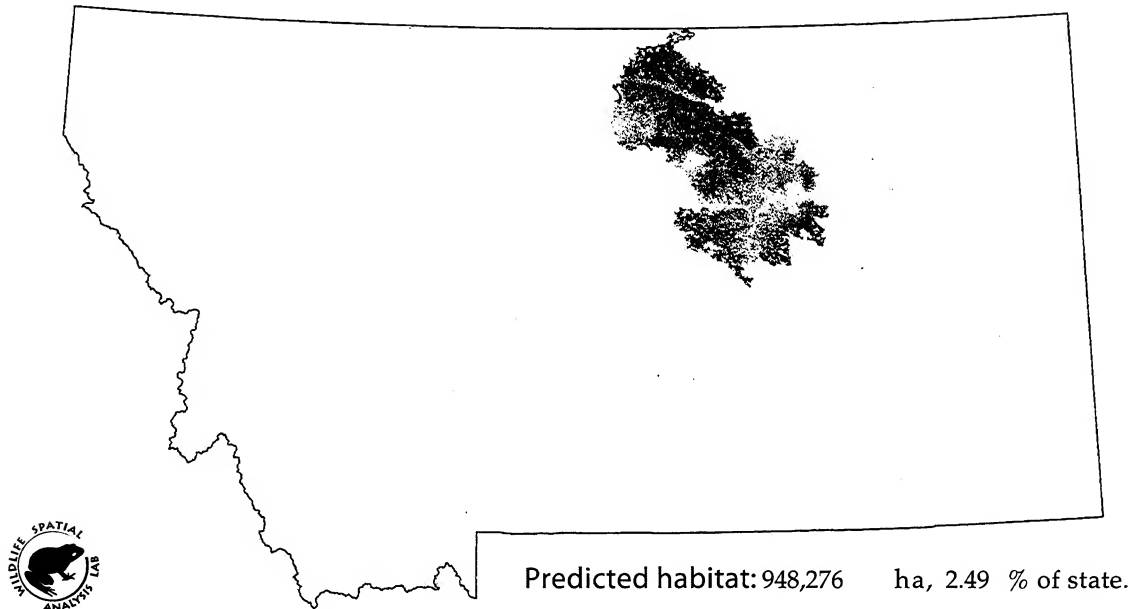 WILDLIFE SPATIAL
ANALYSIS LAB
Predicted habitat: 948,276 ha, 2.49 % of state.